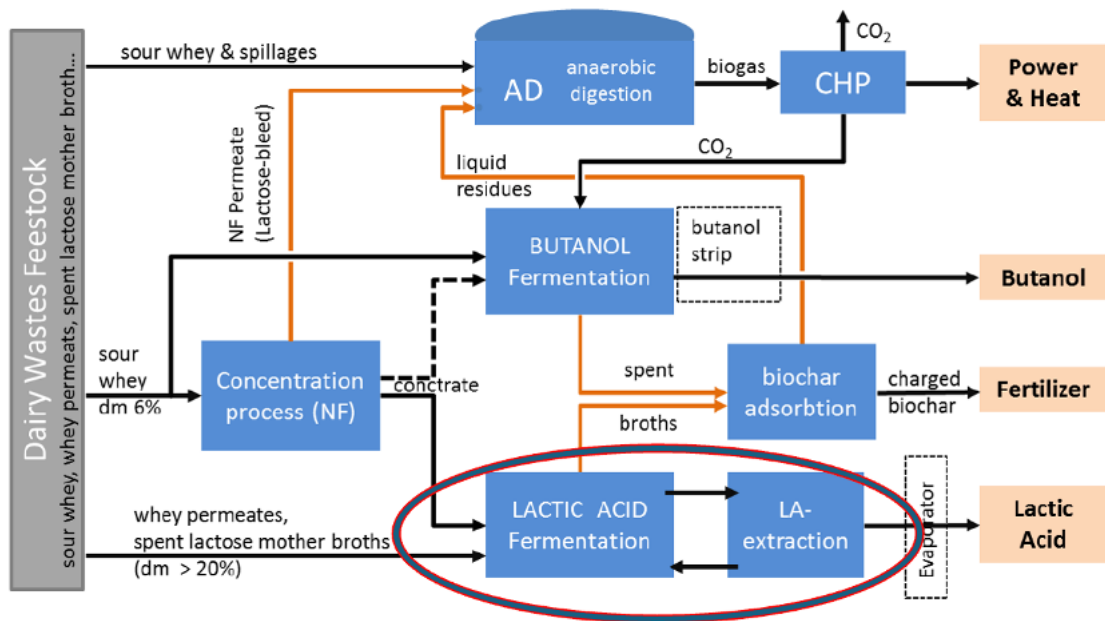 Dairy Wastes Feestock
sour whey, whey permeats, spent lactose mother broth...
sour whey & spillages
NF Permeate
(Lactose-bleed)
sour
whey
dm 6%
whey permeates,
spent lactose mother broths
(dm > 20%)
Concentration
process (NF)
conctrate
AD
anaerobic
digestion
biogas
CHP
CO2
CO2
liquid
residues
BUTANOL
Fermentation
butanol
strip
spent
broths
biochar
adsorbtion
charged
biochar
LACTIC ACID
Fermentation
LA-
extraction
Evaporator
Power
& Heat
Butanol
Fertilizer
Lactic
Acid